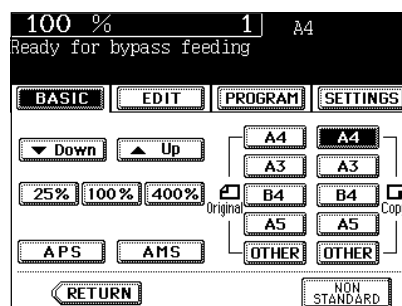 100 % 1 A4
Ready for bypass feeding
BASIC EDIT PROGRAM SETTINGS
A4 A4
Down Up
A3 A3
25% 100% 400% B4 B4
Original Cop
A5 A5
APS AMS OTHER OTHER
RETURN NON STANDARD